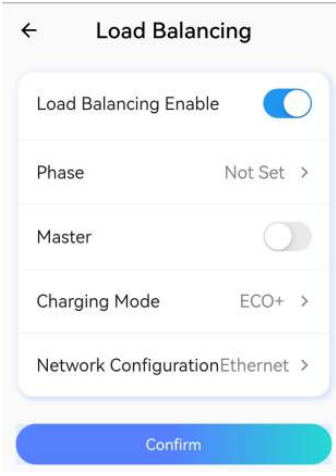 Load Balancing
Load Balancing Enable
Phase Not Set >
Master
Charging Mode ECO+ >
Network Configuration Ethernet >
Confirm